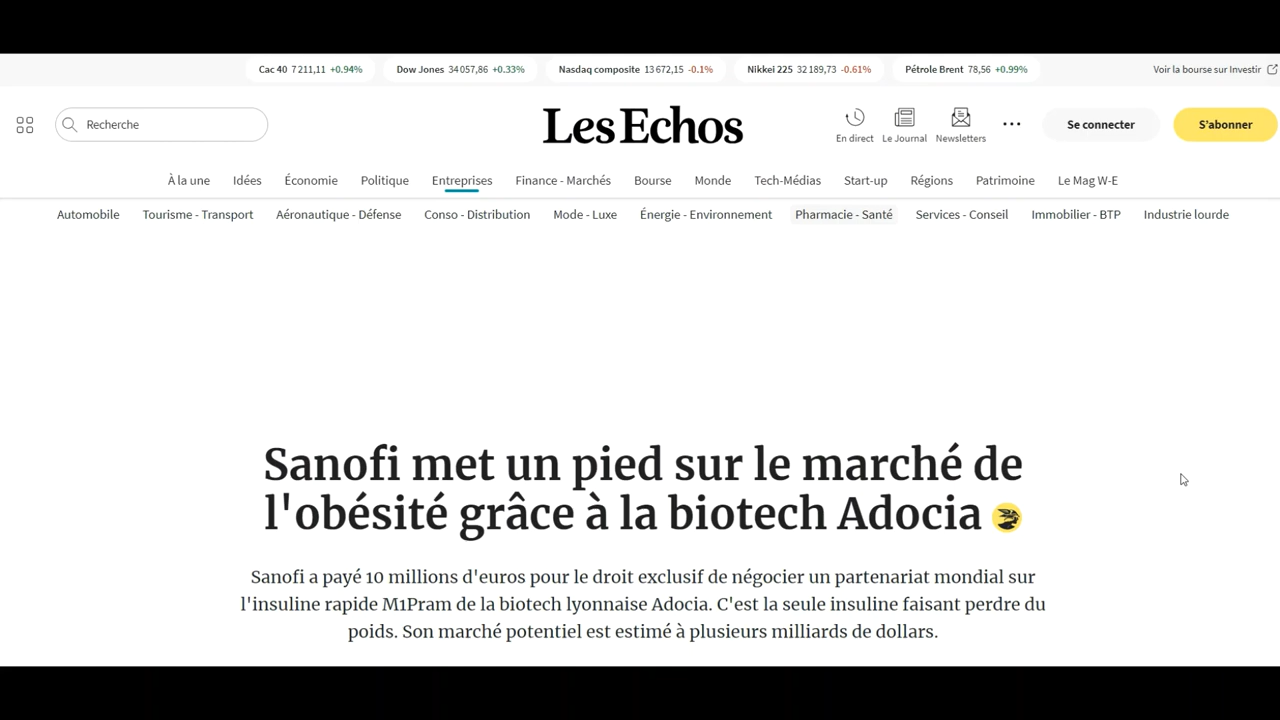 Cac 40 7 211,11 +0.94% Dow Jones 34 057,86 +0.33% Nasdaq composite 13 672,15 -0.1% Nikkei 225 32 189,73 -0.61% Pétrole Brent 78,56 +0.99% Voir la bourse sur Investir
Recherche
Les Echos
En direct Le Journal Newsletters
Se connecter
S'abonner
À la une Idées Économie Politique Entreprises Finance - Marchés Bourse Monde Tech-Médias Start-up Régions Patrimoine Le Mag W-E
Automobile Tourisme - Transport Aéronautique - Défense Conso - Distribution Mode - Luxe Énergie - Environnement Pharmacie - Santé Services - Conseil Immobilier - BTP Industrie lourde
Sanofi met un pied sur le marché de
l'obésité grâce à la biotech Adocia
Sanofi a payé 10 millions d'euros pour le droit exclusif de négocier un partenariat mondial sur
l'insuline rapide M1Pram de la biotech lyonnaise Adocia. C'est la seule insuline faisant perdre du
poids. Son marché potentiel est estimé à plusieurs milliards de dollars.